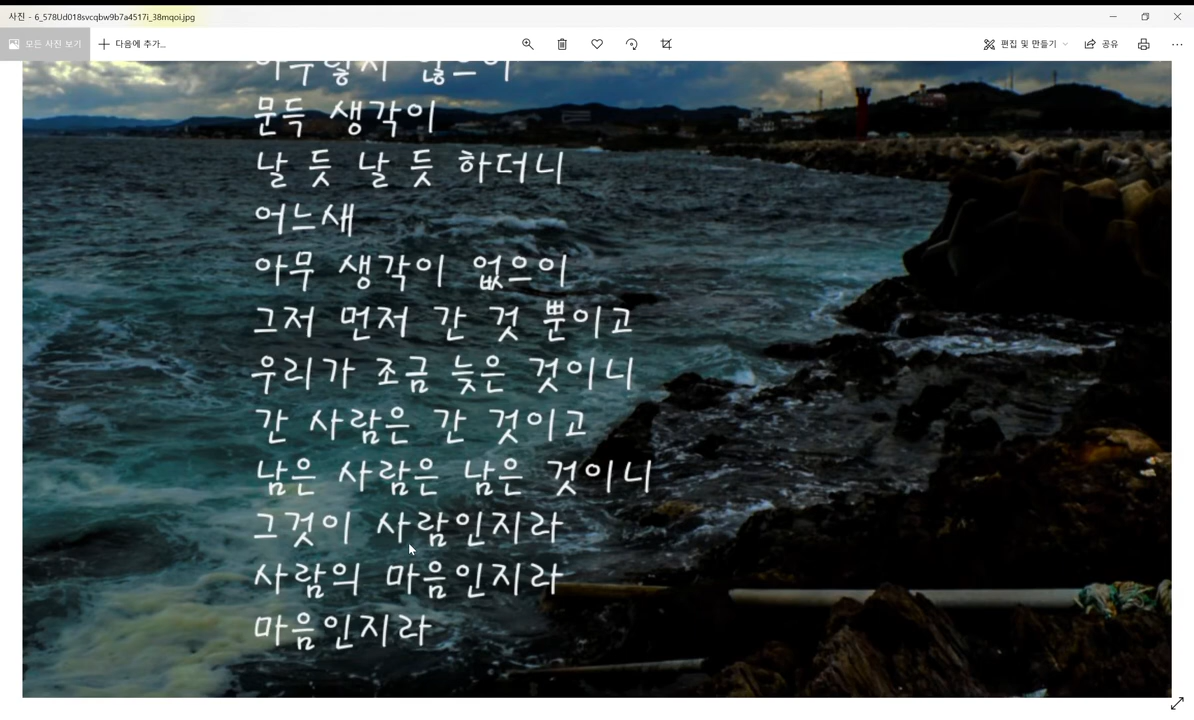 사진 - 6_578Ud018svcqbw9b7a4517i_38mqoi.jpg
모든 사진 보기
다음에 추가...
편집 및 만들기
공유
문득 생각이
날 듯 날 듯 하더니
어느새
아무 생각이 없으이
그저 먼저 간 것 뿐이고
우리가 조금 늦은 것이니
간 사람은 간 것이고
남은 사람은 남은 것이니
그것이 사람인지라
사람의 마음인지라
마음인지라